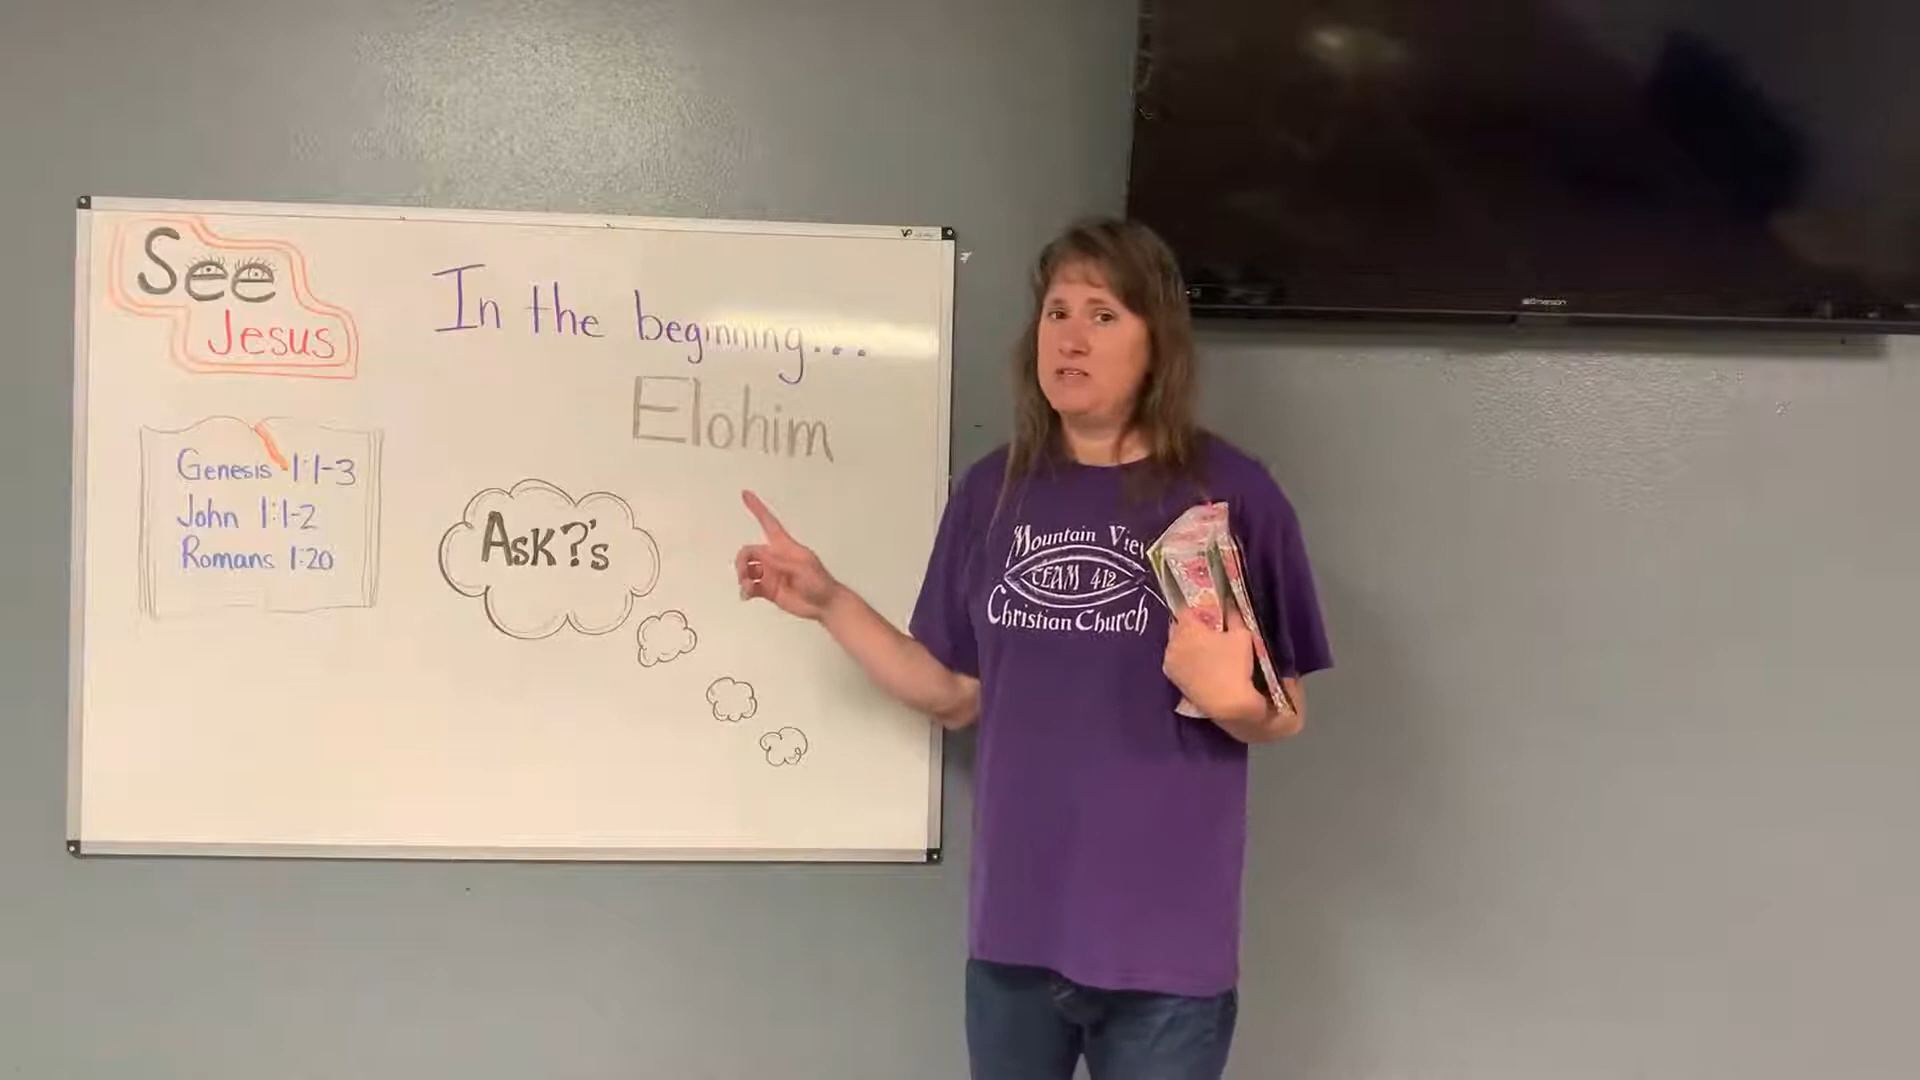 See
Jesus
In the beginning...
Elohim
Genesis 1:1-3
John 1:1-2
Romans 1:20
Ask?'s
Mountain View
TEAM 412
Christian Church
Emerson